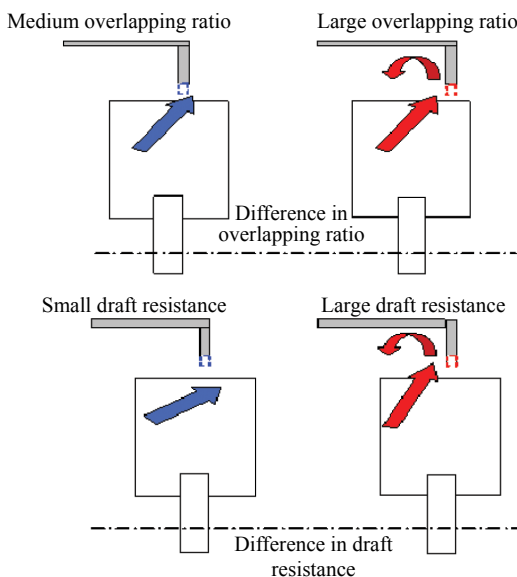 Medium overlapping ratio
Large overlapping ratio
Difference in
overlapping ratio
Small draft resistance
Large draft resistance
Difference in draft
resistance